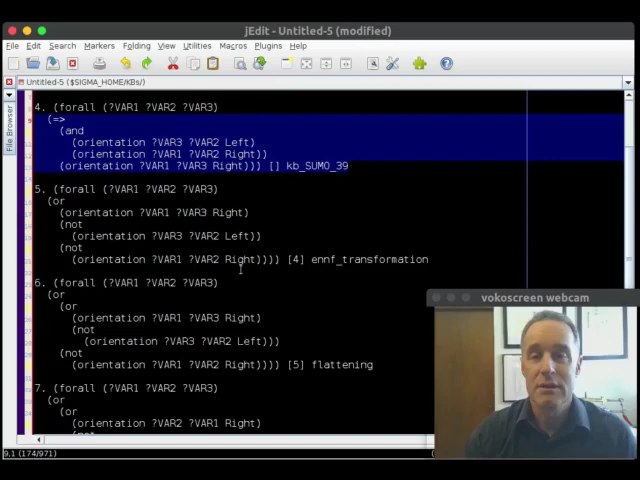 jEdit - Untitled-5 (modified)
File Edit Search Markers Folding View Utilities Macros Plugins Help
Untitled-5 ($SIGMA_HOME/KBs/)
File Browser
4. (forall (?VAR1 ?VAR2 ?VAR3)
(=>
(and
(orientation ?VAR3 ?VAR2 Left)
(orientation ?VAR1 ?VAR2 Right))
(orientation ?VAR1 ?VAR3 Right))) [] kb_SUMO_39
5. (forall (?VAR1 ?VAR2 ?VAR3)
(or
(orientation ?VAR1 ?VAR3 Right)
(not
(orientation ?VAR3 ?VAR2 Left))
(not
(orientation ?VAR1 ?VAR2 Right)))) [4] ennf_transformation
6. (forall (?VAR1 ?VAR2 ?VAR3)
(or
(or
(orientation ?VAR1 ?VAR3 Right)
(not
(orientation ?VAR3 ?VAR2 Left)))
(not
(orientation ?VAR1 ?VAR2 Right)))) [5] flattening
7. (forall (?VAR1 ?VAR2 ?VAR3)
(or
(or
(orientation ?VAR2 ?VAR1 Right)
(not
vokoscreen webcam
9,1 (174/971)